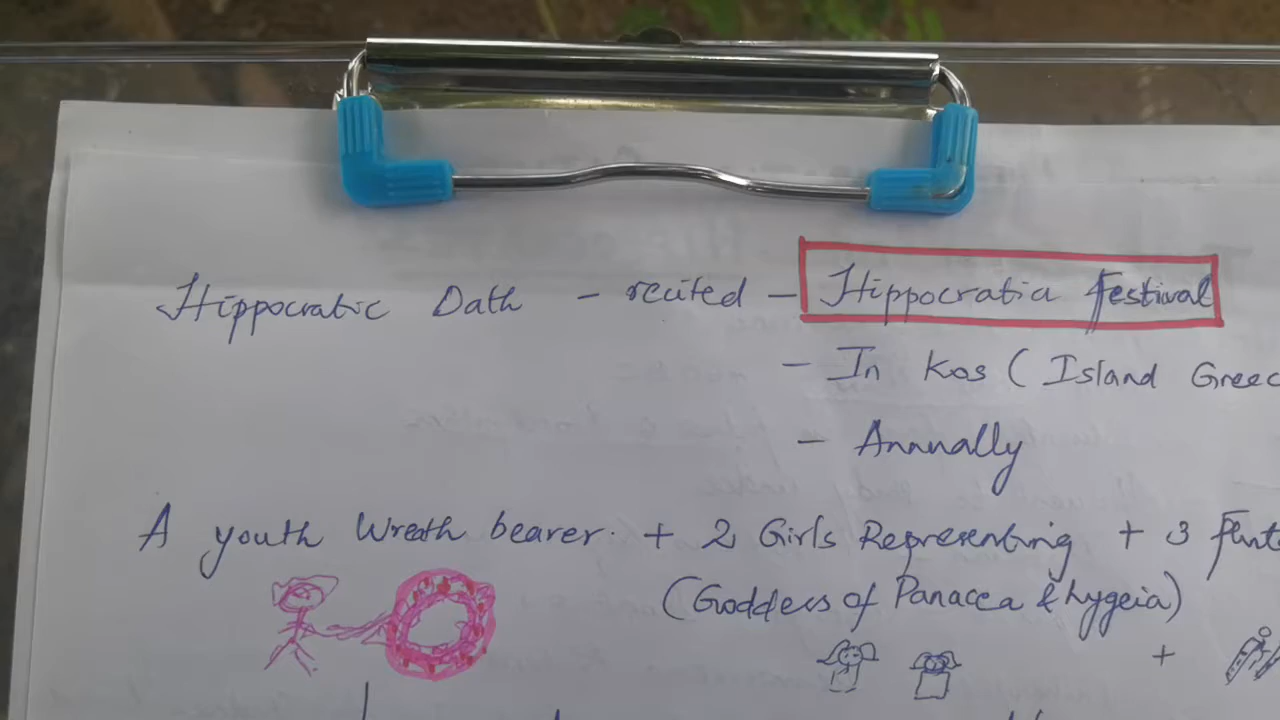 Hippocratic Oath - recited - Hippocratia Festival
- In Kos ( Island Greec
- Annually
A youth Wreath bearer. + 2 Girls Representing + 3
(Goddess of Panacea & hygeia)
+